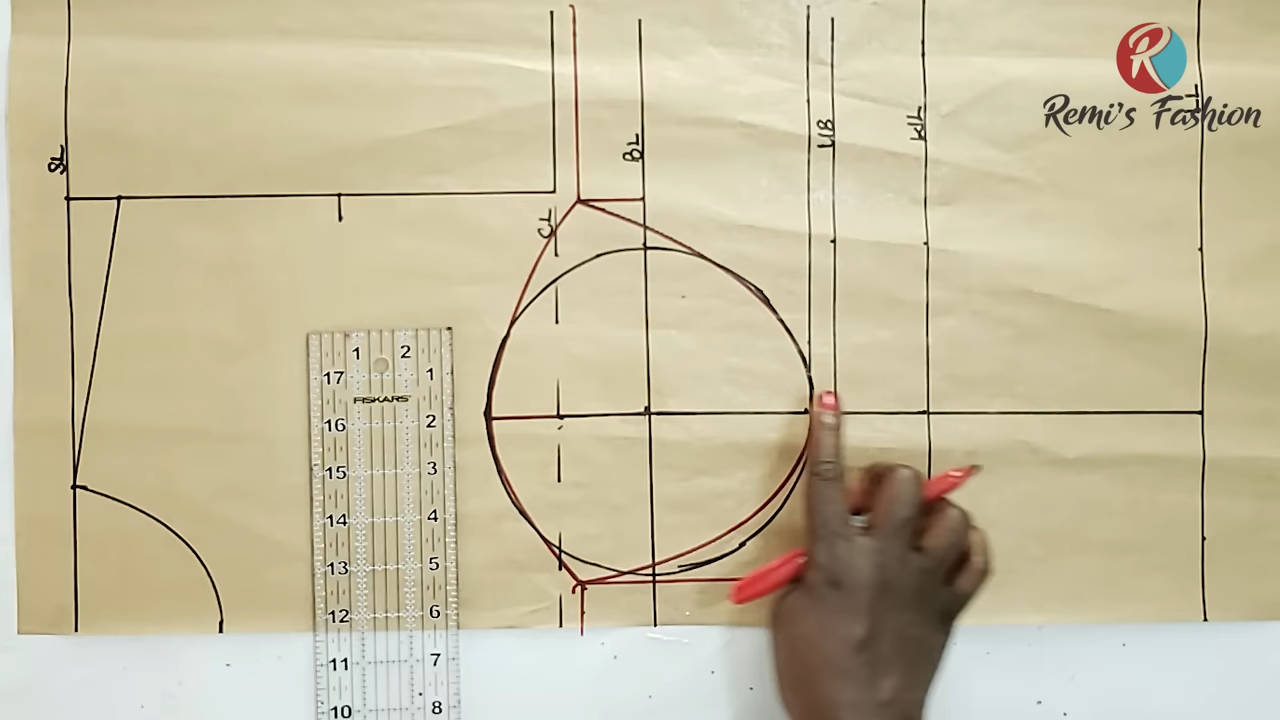 R
Remi's Fashion
SL
CL
BL
UB
WL
FISKARS
1 2
17 1
16 2
15 3
14 4
13 5
12 6
11 7
10 8